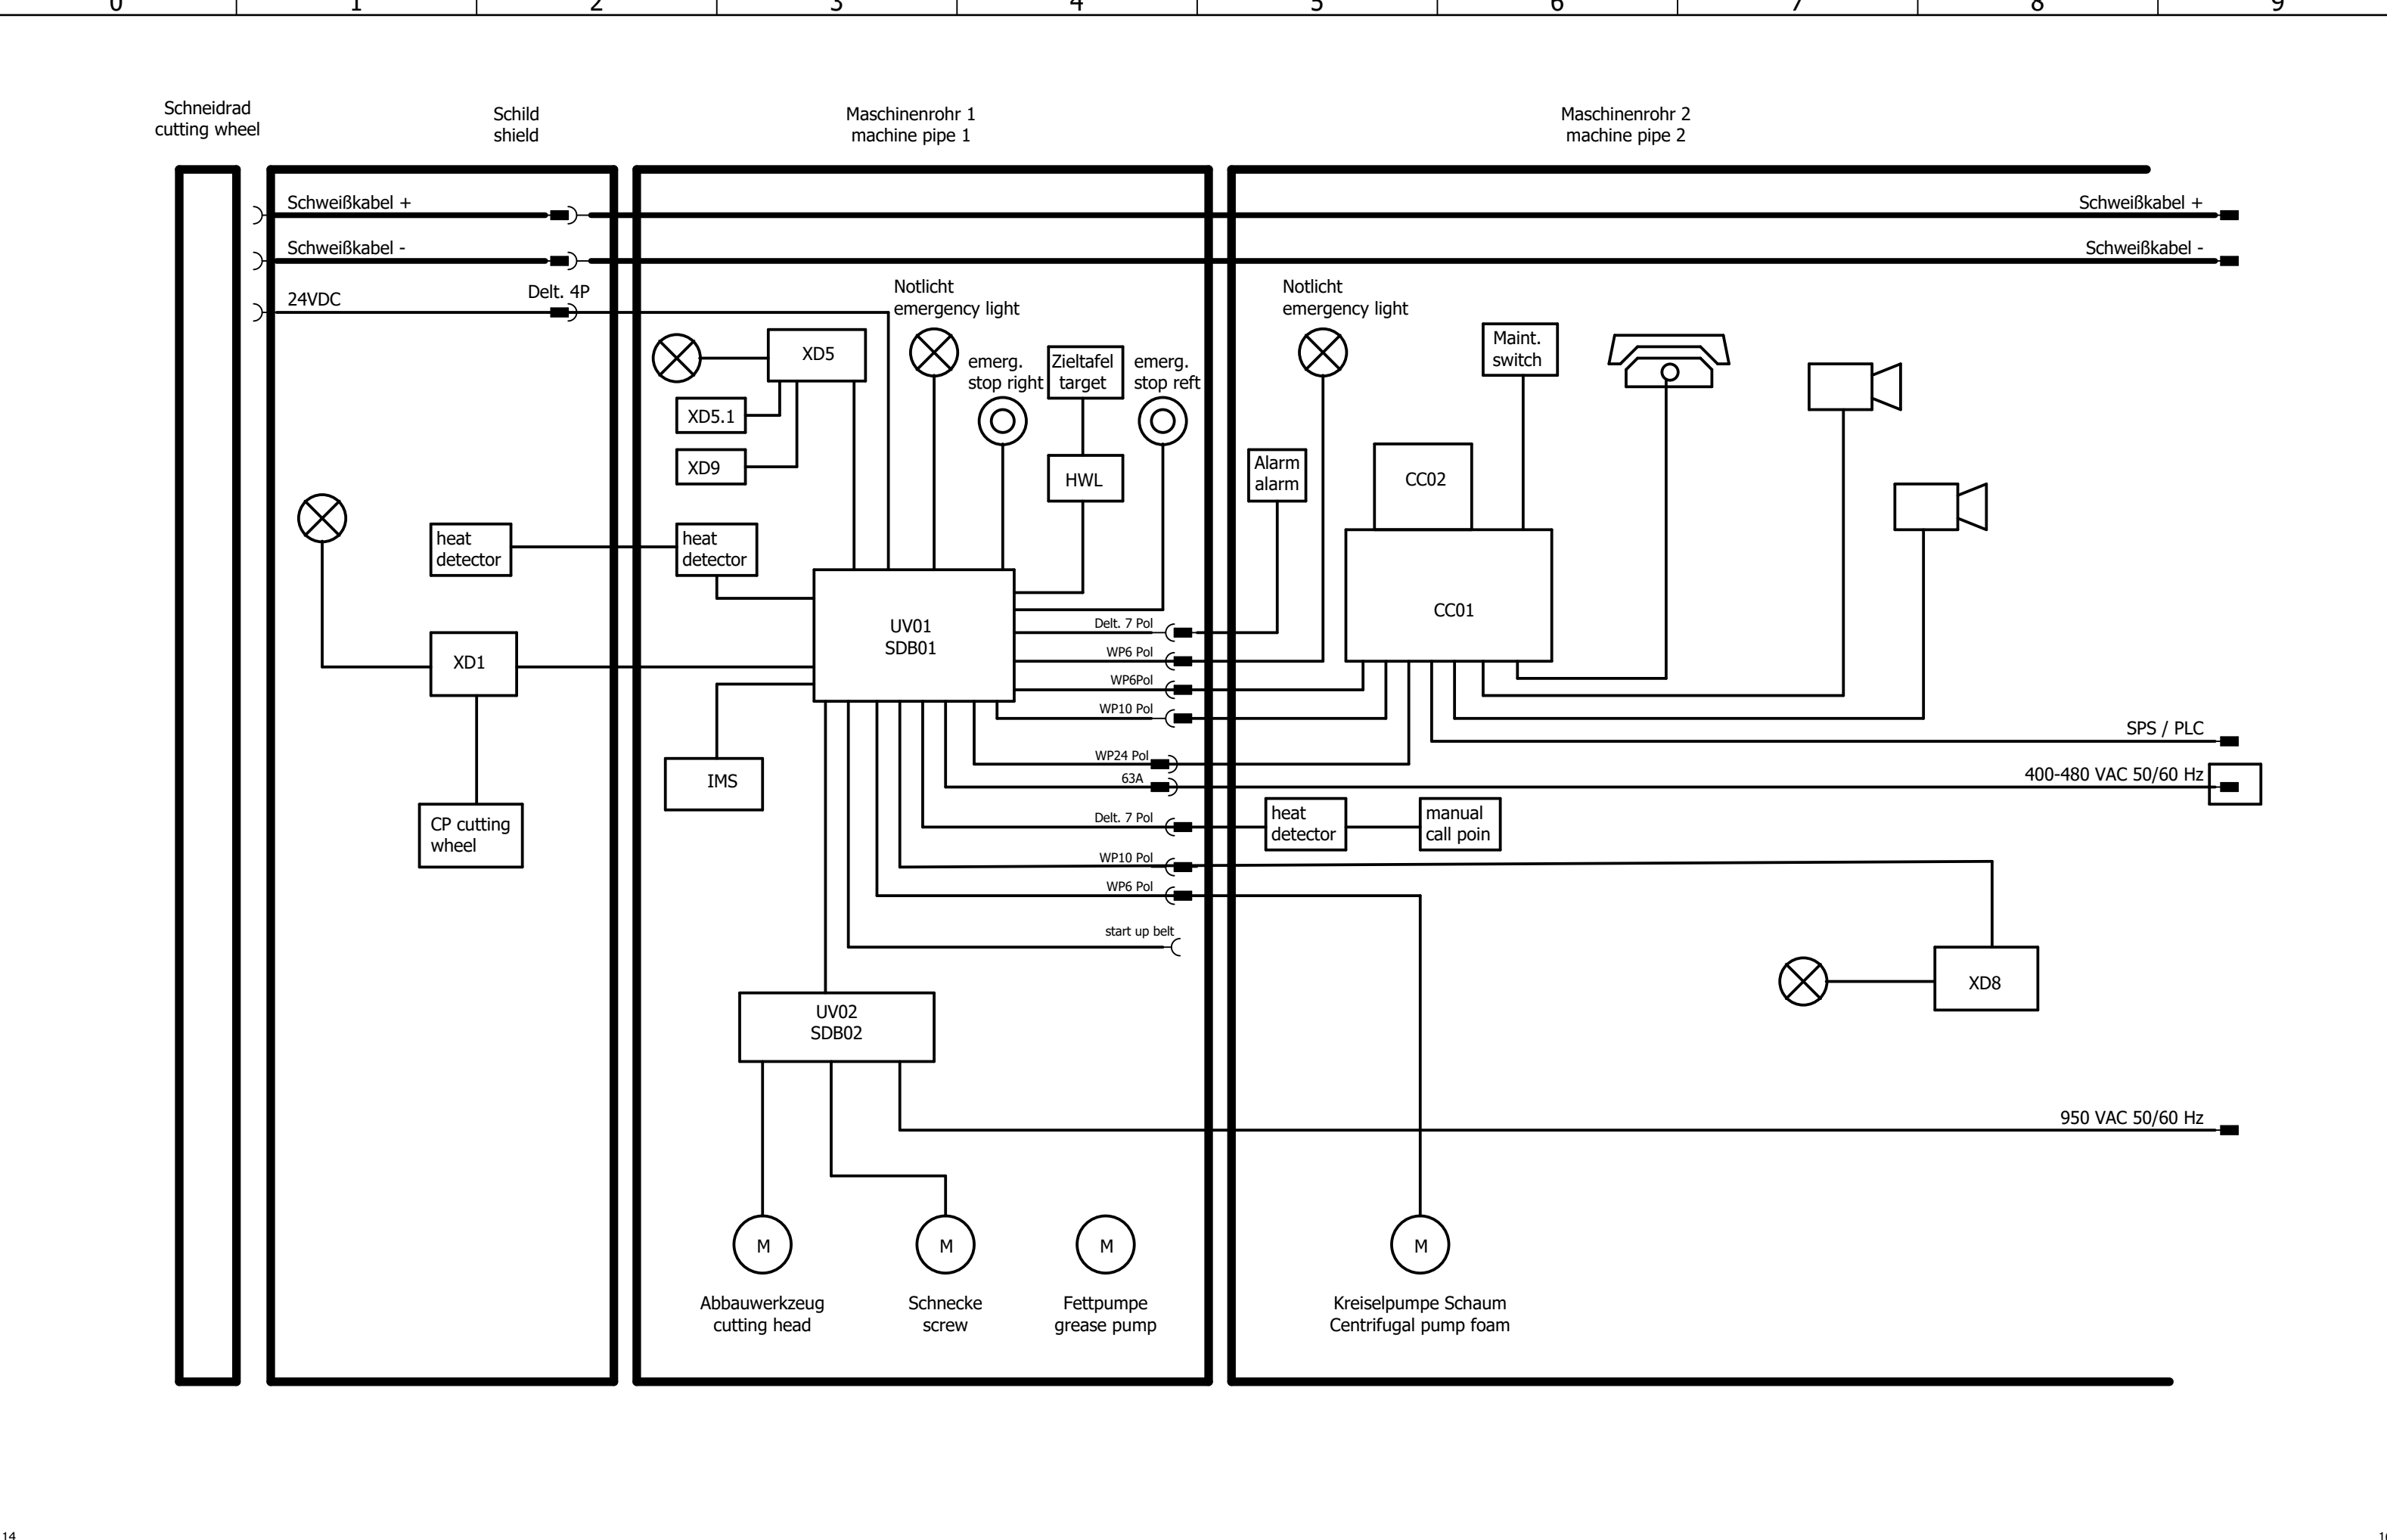 0 1 2 3 4 5 6 7 8 9
Schneidrad
cutting wheel
Schild
shield
Maschinenrohr 1
machine pipe 1
Maschinenrohr 2
machine pipe 2
Schweißkabel +
Schweißkabel +
Schweißkabel -
Schweißkabel -
24VDC
Delt. 4P
Notlicht
emergency light
Notlicht
emergency light
XD5
XD5.1
XD9
emerg.
stop right
Zieltafel
target
emerg.
stop reft
HWL
Maint.
switch
Alarm
alarm
CC02
CC01
heat
detector
heat
detector
UV01
SDB01
XD1
IMS
CP cutting
wheel
Delt. 7 Pol
WP6 Pol
WP6Pol
WP10 Pol
WP24 Pol
63A
Delt. 7 Pol
WP10 Pol
WP6 Pol
start up belt
SPS / PLC
400-480 VAC 50/60 Hz
heat
detector
manual
call poin
XD8
UV02
SDB02
950 VAC 50/60 Hz
M
M
M
M
Abbauwerkzeug
cutting head
Schnecke
screw
Fettpumpe
grease pump
Kreiselpumpe Schaum
Centrifugal pump foam
14